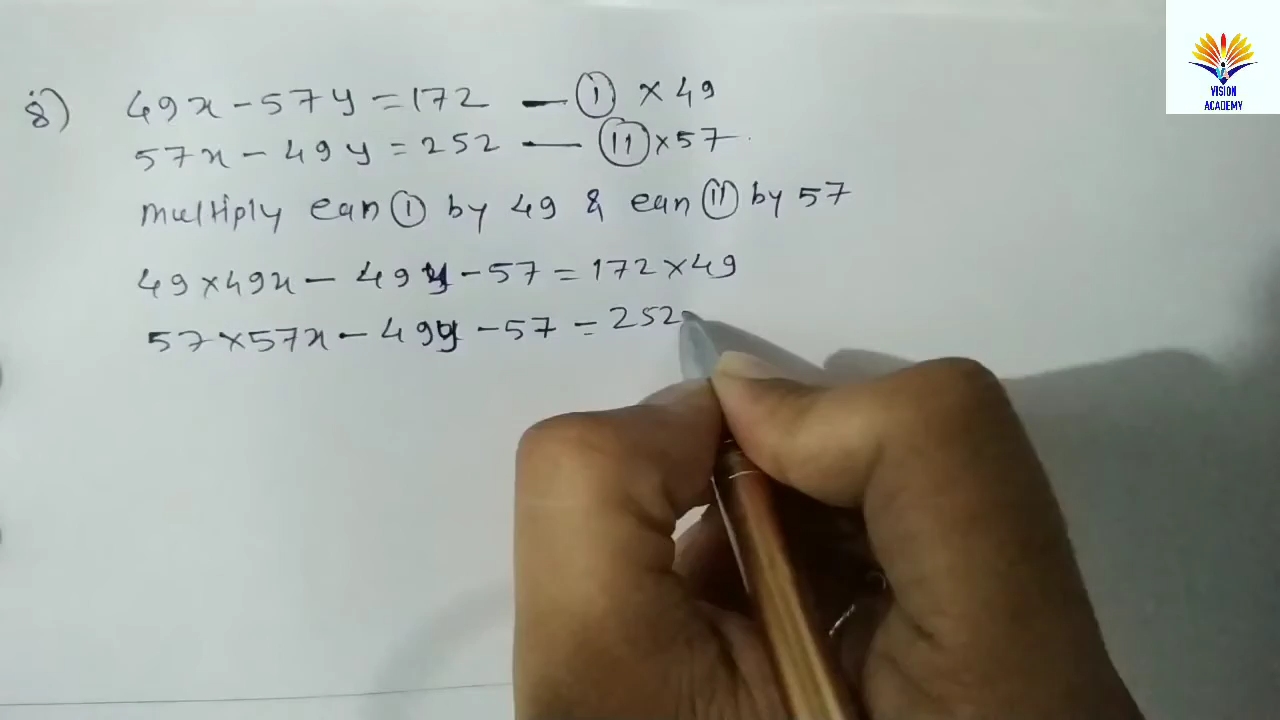 8) 49x - 57y = 172 — (I) × 49
57x - 49y = 252 — (II) × 57
Multiply eqn (I) by 49 & eqn (II) by 57
49×49x - 49y - 57 = 172×49
57×57x - 49y - 57 = 252
VISION
ACADEMY